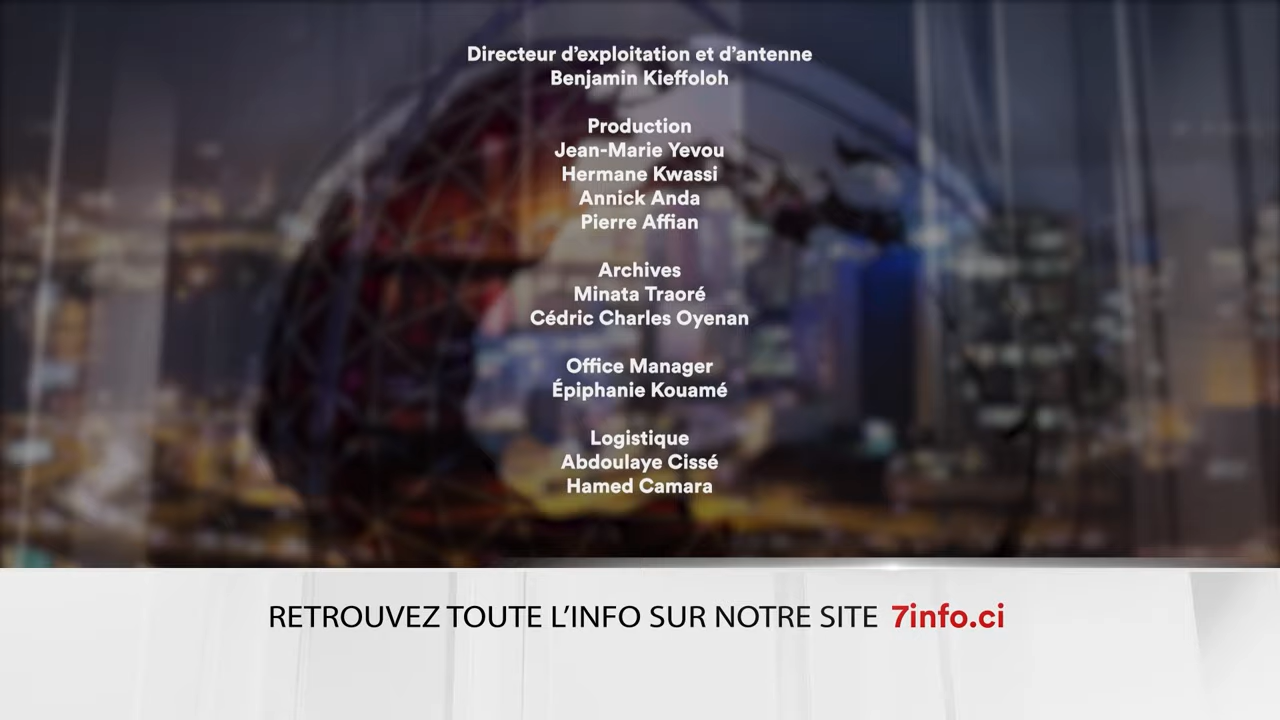 Directeur d’exploitation et d’antenne
Benjamin Kieffoloh
Production
Jean-Marie Yevou
Hermane Kwassi
Annick Anda
Pierre Affian
Archives
Minata Traoré
Cédric Charles Oyenan
Office Manager
Épiphanie Kouamé
Logistique
Abdoulaye Cissé
Hamed Camara
RETROUVEZ TOUTE L’INFO SUR NOTRE SITE 7info.ci